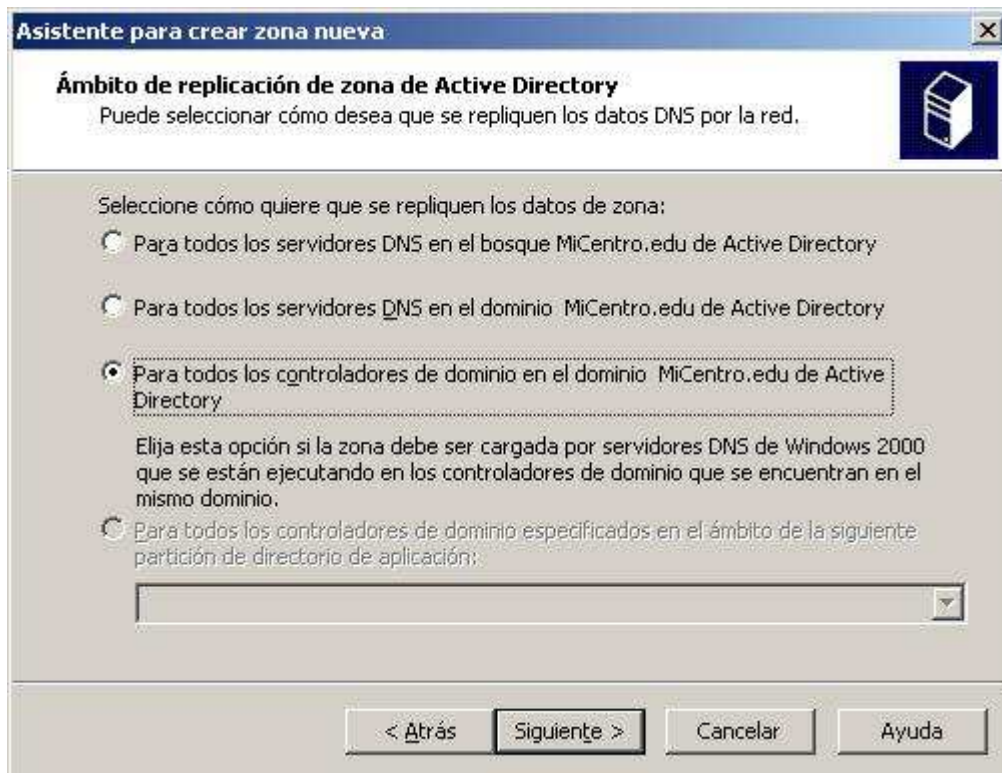 Asistente para crear zona nueva
Ámbito de replicación de zona de Active Directory
Puede seleccionar cómo desea que se repliquen los datos DNS por la red.
Seleccione cómo quiere que se repliquen los datos de zona:
Para todos los servidores DNS en el bosque MiCentro.edu de Active Directory
Para todos los servidores DNS en el dominio MiCentro.edu de Active Directory
Para todos los controladores de dominio en el dominio MiCentro.edu de Active
Directory
Elija esta opción si la zona debe ser cargada por servidores DNS de Windows 2000
que se están ejecutando en los controladores de dominio que se encuentran en el
mismo dominio.
Para todos los controladores de dominio especificados en el ámbito de la siguiente
partición de directorio de aplicación:
< Atrás Siguiente > Cancelar Ayuda